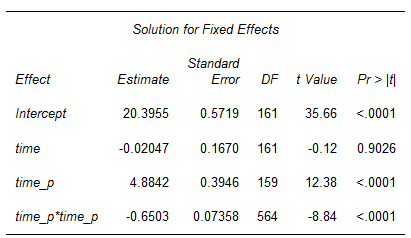 Solution for Fixed Effects
Standard
Effect Estimate Error DF t Value Pr > |t|
Intercept 20.3955 0.5719 161 35.66 <.0001
time -0.02047 0.1670 161 -0.12 0.9026
time_p 4.8842 0.3946 159 12.38 <.0001
time_p*time_p -0.6503 0.07358 564 -8.84 <.0001